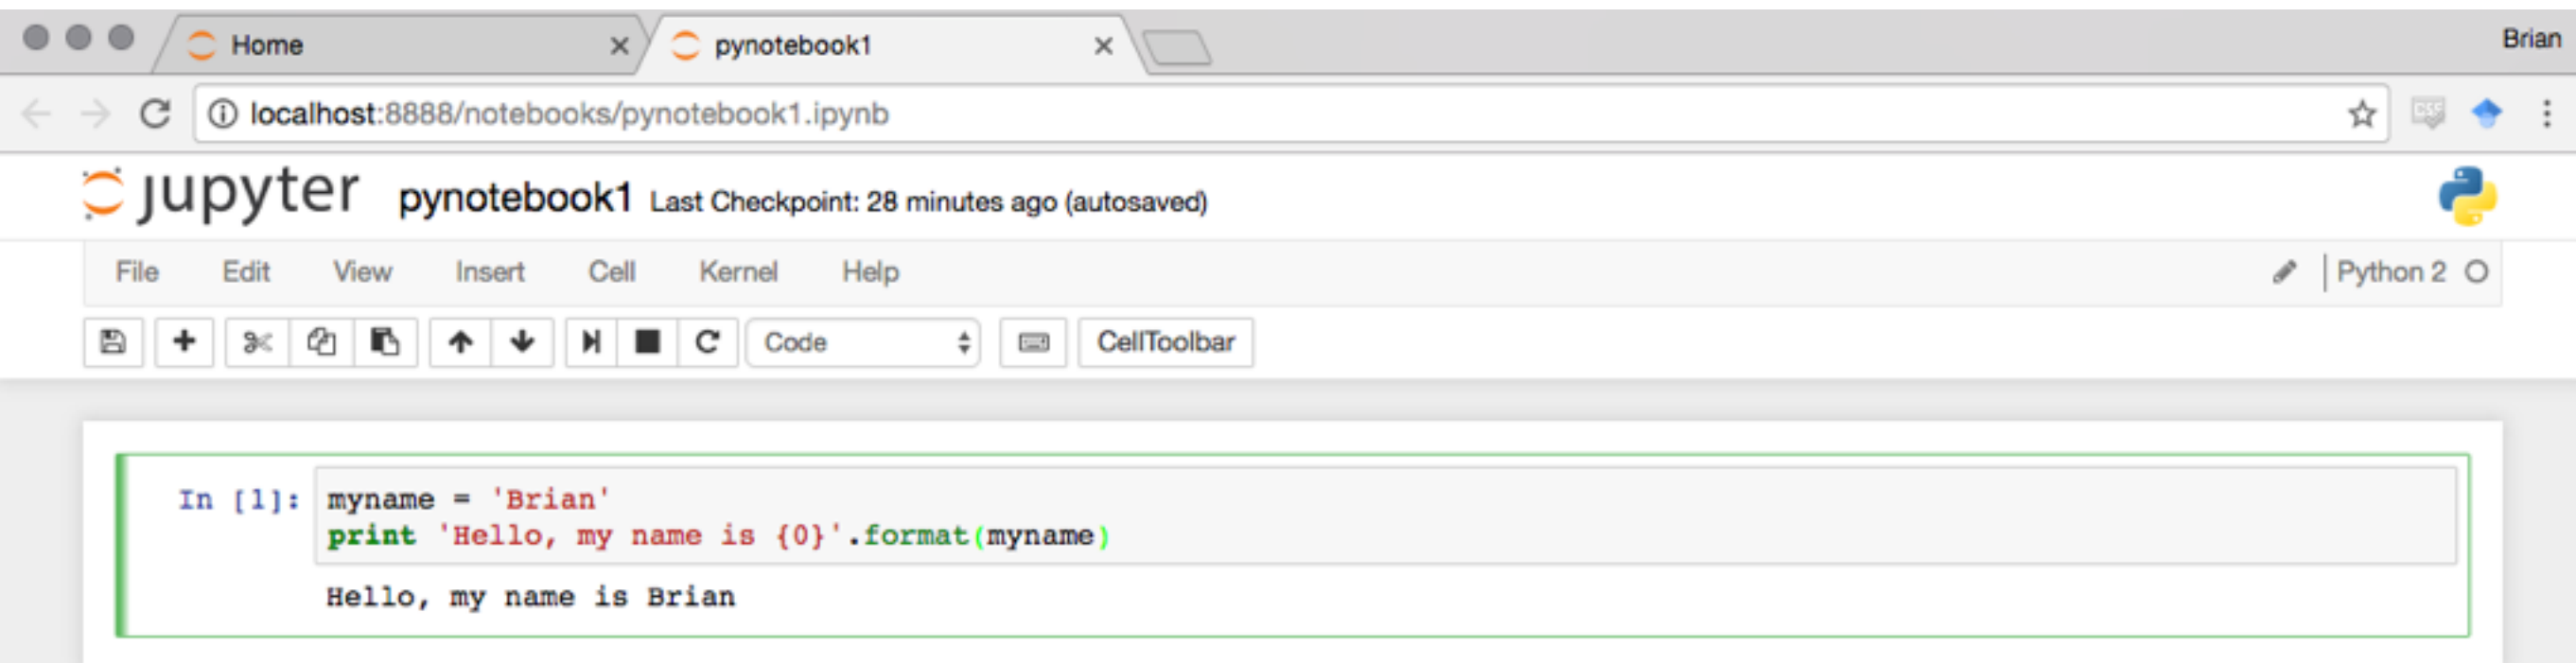 Home
pynotebook1
Brian
localhost:8888/notebooks/pynotebook1.ipynb
jupyter pynotebook1 Last Checkpoint: 28 minutes ago (autosaved)
File Edit View Insert Cell Kernel Help Python 2
Code CellToolbar
In [1]: myname = 'Brian'
print 'Hello, my name is {0}'.format(myname)
Hello, my name is Brian